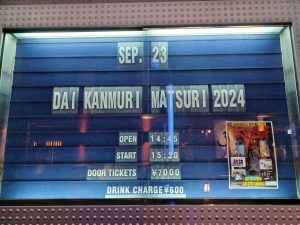 SEP. 23
DAI KANMURI MATSURI 2024
OPEN 14:45
START 15:30
DOOR TICKETS ¥7000
DRINK CHARGE¥600